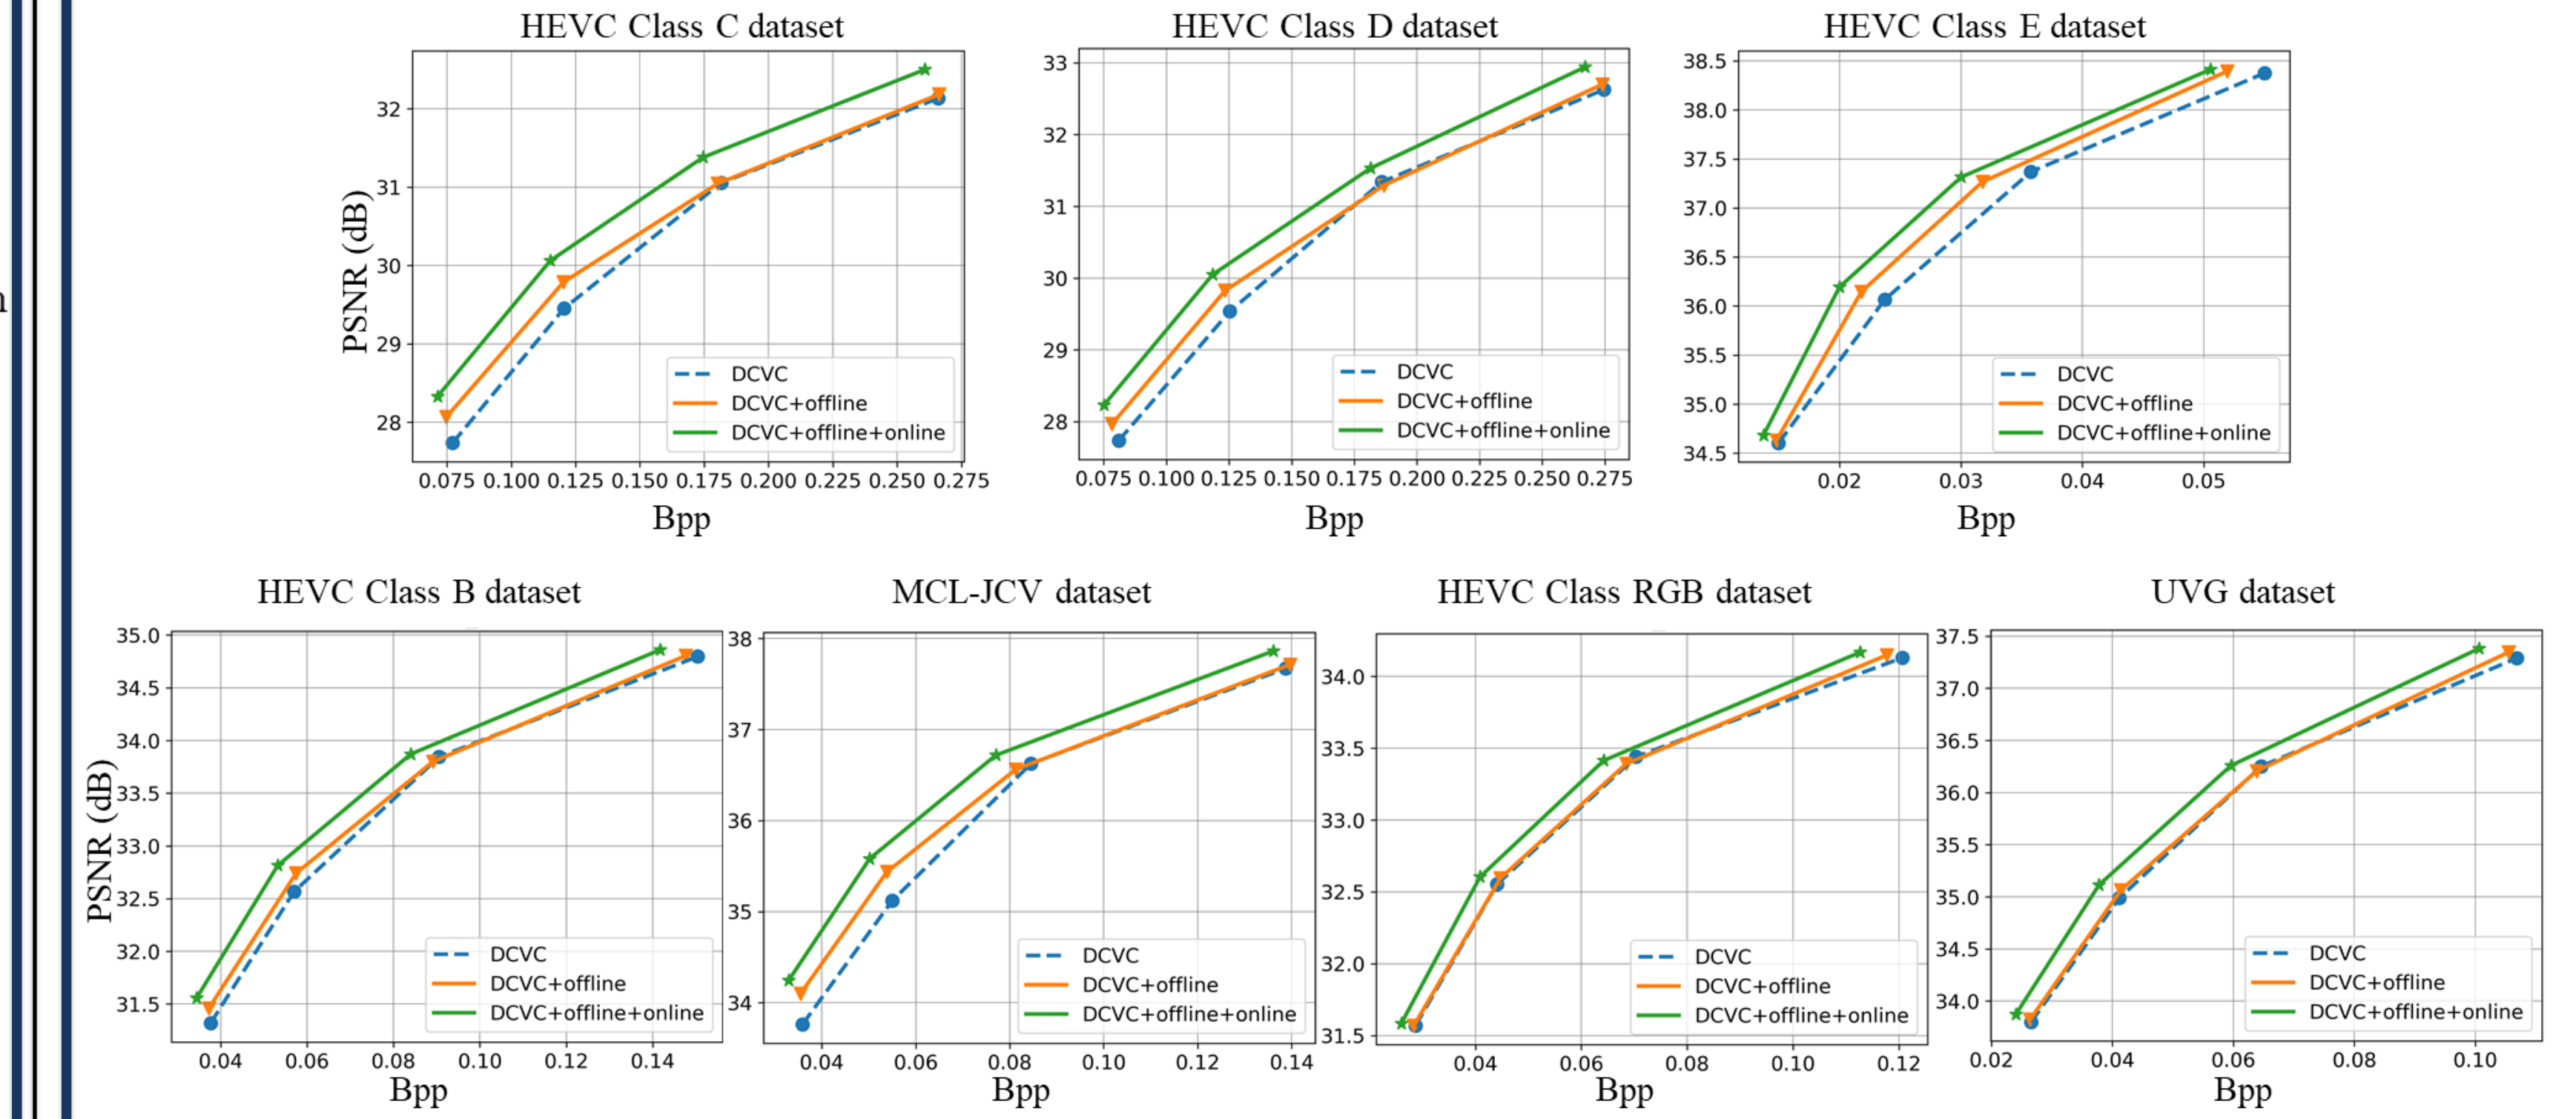 HEVC Class C dataset
HEVC Class D dataset
HEVC Class E dataset
PSNR (dB)
32
31
30
29
28
DCVC
DCVC+offline
DCVC+offline+online
0.075 0.100 0.125 0.150 0.175 0.200 0.225 0.250 0.275
Bpp
33
32
31
30
29
28
DCVC
DCVC+offline
DCVC+offline+online
0.075 0.100 0.125 0.150 0.175 0.200 0.225 0.250 0.275
Bpp
38.5
38.0
37.5
37.0
36.5
36.0
35.5
35.0
34.5
DCVC
DCVC+offline
DCVC+offline+online
0.02 0.03 0.04 0.05
Bpp
n
HEVC Class B dataset
MCL-JCV dataset
HEVC Class RGB dataset
UVG dataset
PSNR (dB)
35.0
34.5
34.0
33.5
33.0
32.5
32.0
31.5
DCVC
DCVC+offline
DCVC+offline+online
0.04 0.06 0.08 0.10 0.12 0.14
Bpp
38
37
36
35
34
DCVC
DCVC+offline
DCVC+offline+online
0.04 0.06 0.08 0.10 0.12 0.14
Bpp
34.0
33.5
33.0
32.5
32.0
31.5
DCVC
DCVC+offline
DCVC+offline+online
0.04 0.06 0.08 0.10 0.12
Bpp
37.5
37.0
36.5
36.0
35.5
35.0
34.5
34.0
DCVC
DCVC+offline
DCVC+offline+online
0.02 0.04 0.06 0.08 0.10
Bpp